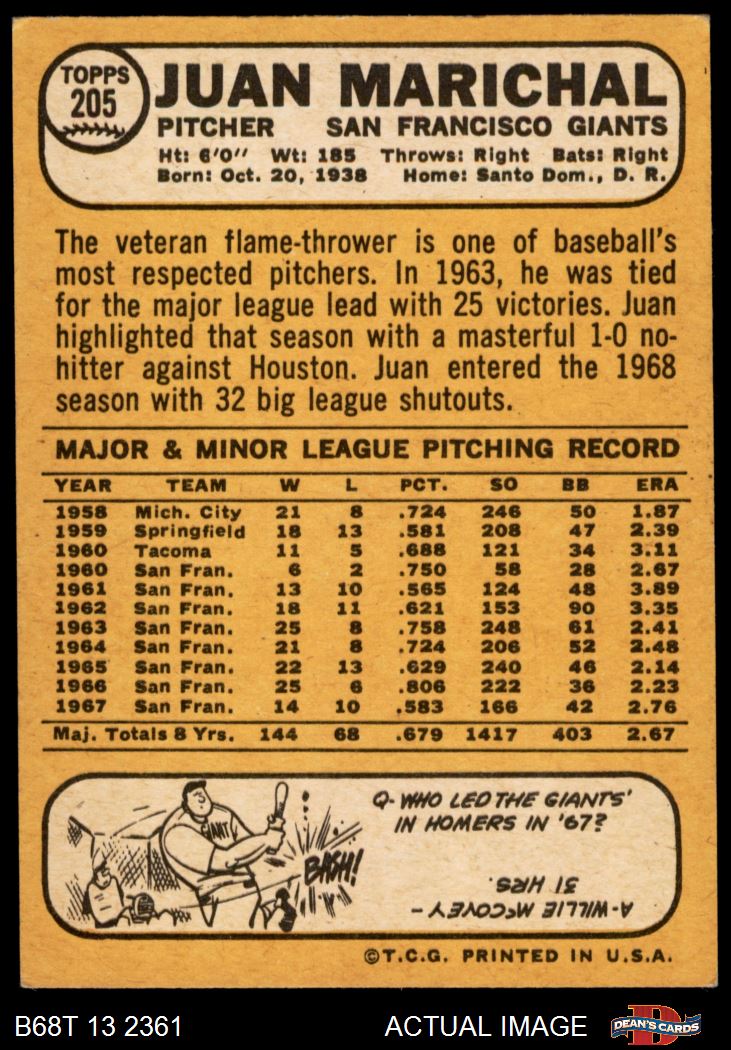 TOPPS
205
JUAN MARICHAL
PITCHER SAN FRANCISCO GIANTS
Ht: 6'0" Wt: 185 Throws: Right Bats: Right
Born: Oct. 20, 1938 Home: Santo Dom., D. R.
The veteran flame-thrower is one of baseball's
most respected pitchers. In 1963, he was tied
for the major league lead with 25 victories. Juan
highlighted that season with a masterful 1-0 no-
hitter against Houston. Juan entered the 1968
season with 32 big league shutouts.
MAJOR & MINOR LEAGUE PITCHING RECORD
YEAR TEAM W L PCT. SO BB ERA
1958 Mich. City 21 8 .724 246 50 1.87
1959 Springfield 18 13 .581 208 47 2.39
1960 Tacoma 11 5 .688 121 34 3.11
1960 San Fran. 6 2 .750 58 28 2.67
1961 San Fran. 13 10 .565 124 48 3.89
1962 San Fran. 18 11 .621 153 90 3.35
1963 San Fran. 25 8 .758 248 61 2.41
1964 San Fran. 21 8 .724 206 52 2.48
1965 San Fran. 22 13 .629 240 46 2.14
1966 San Fran. 25 6 .806 222 36 2.23
1967 San Fran. 14 10 .583 166 42 2.76
Maj. Totals 8 Yrs. 144 68 .679 1417 403 2.67
GIANT
BASH!
Q- WHO LED THE GIANTS'
IN HOMERS IN '67?
A- WILLIE McCOVEY -
31 HRS.
©T.C.G. PRINTED IN U.S.A.
B68T 13 2361 ACTUAL IMAGE
D
DEAN'S CARDS